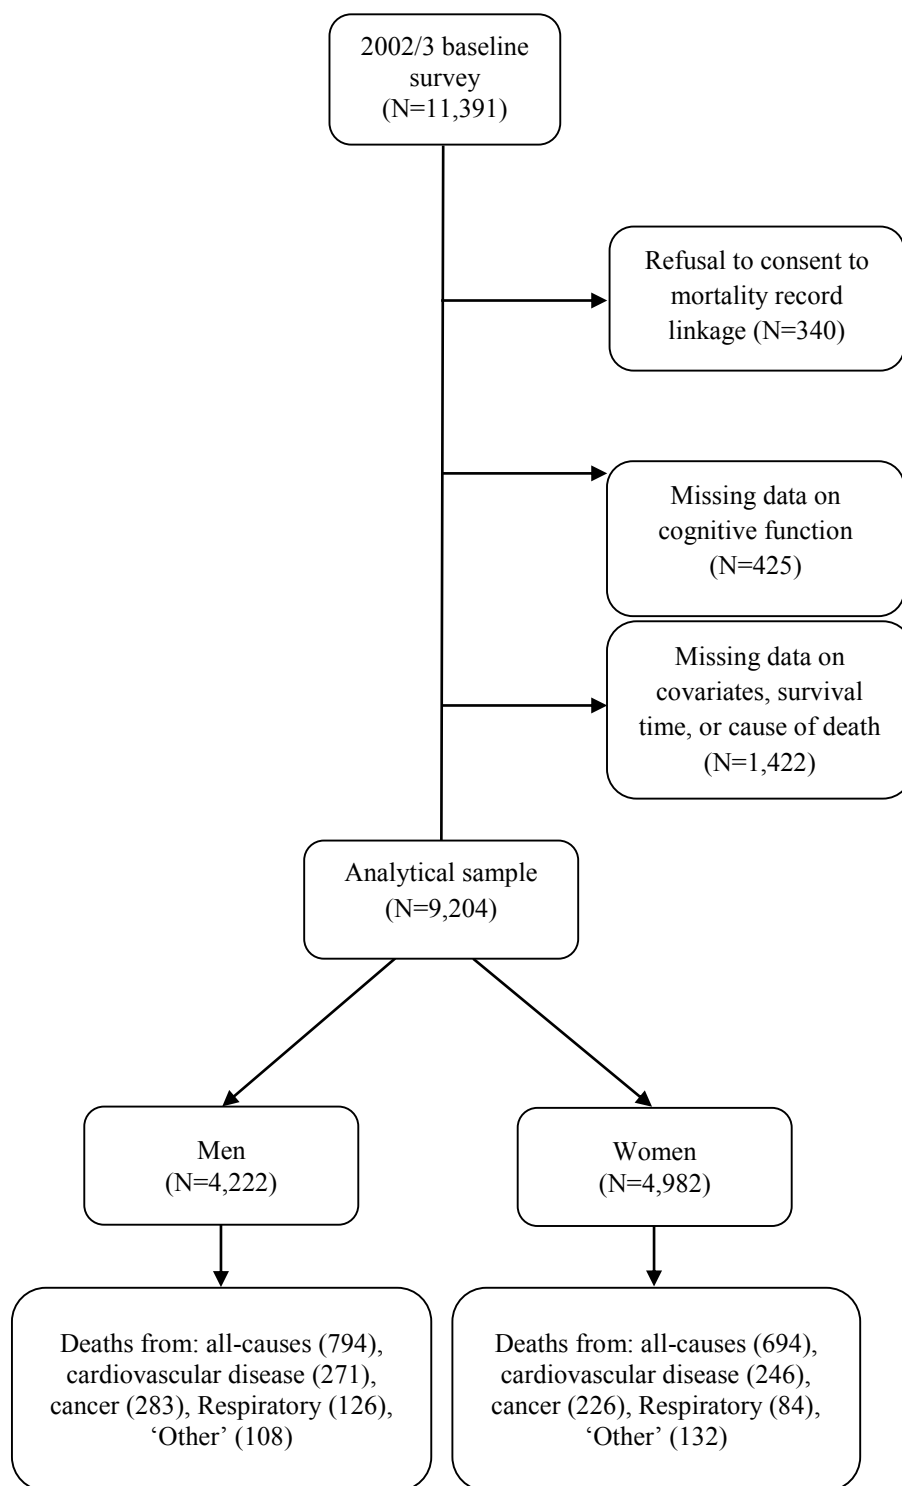 2002/3 baseline
survey
(N=11,391)
Refusal to consent to
mortality record
linkage (N=340)
Missing data on
cognitive function
(N=425)
Missing data on
covariates, survival
time, or cause of death
(N=1,422)
Analytical sample
(N=9,204)
Men
(N=4,222)
Women
(N=4,982)
Deaths from: all-causes (794),
cardiovascular disease (271),
cancer (283), Respiratory (126),
‘Other’ (108)
Deaths from: all-causes (694),
cardiovascular disease (246),
cancer (226), Respiratory (84),
‘Other’ (132)